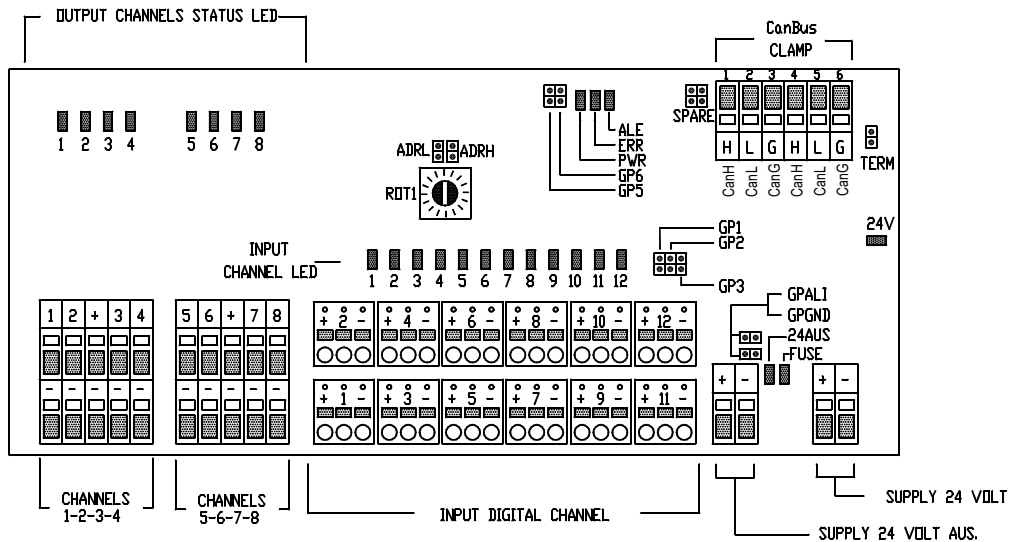 OUTPUT CHANNELS STATUS LED
CanBus
CLAMP
1 2 3 4 5 6
SPARE
H L G H L G
CanH CanL CanG CanH CanL CanG
TERM
24V
1 2 3 4 5 6 7 8
ALE
ERR
PWR
GP6
GP5
ADRL ADRH
ROT1
GP1
GP2
GP3
INPUT
CHANNEL LED
1 2 3 4 5 6 7 8 9 10 11 12
GPALI
GPGND
24AUS
FUSE
1 2 + 3 4
- - - - -
5 6 + 7 8
- - - - -
+ 2 - + 4 - + 6 - + 8 - + 10 - + 12 -
+ 1 - + 3 - + 5 - + 7 - + 9 - + 11 -
+ -
+ -
CHANNELS
1-2-3-4
CHANNELS
5-6-7-8
INPUT DIGITAL CHANNEL
SUPPLY 24 VOLT
SUPPLY 24 VOLT AUS.